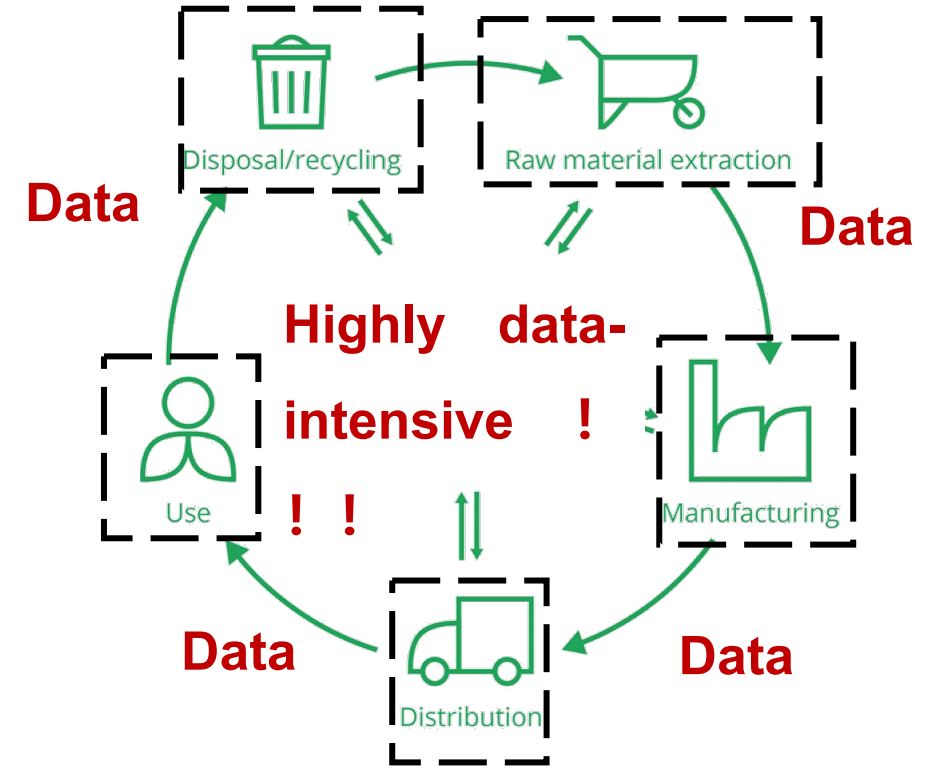 Disposal/recycling
Raw material extraction
Data
Data
Highly data-
intensive !
! !
Use
Manufacturing
Data
Data
Distribution